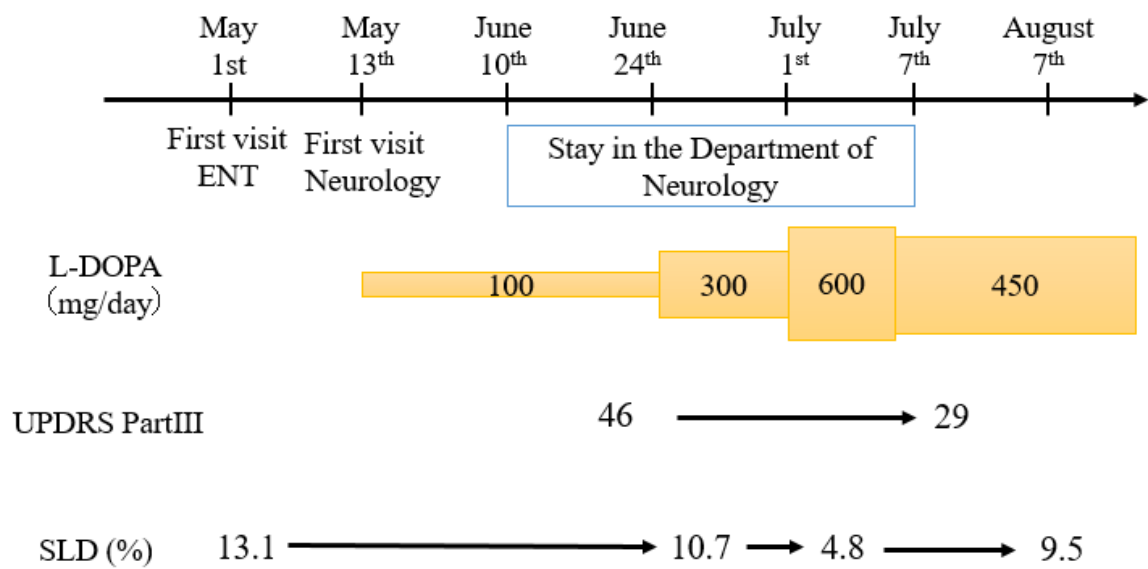 May May June June July July August
1st 13th 10th 24th 1st 7th 7th
First visit ENT
First visit Neurology
Stay in the Department of
Neurology
L-DOPA
（mg/day） 100 300 600 450
UPDRS PartIII 46 29
SLD (%) 13.1 10.7 4.8 9.5